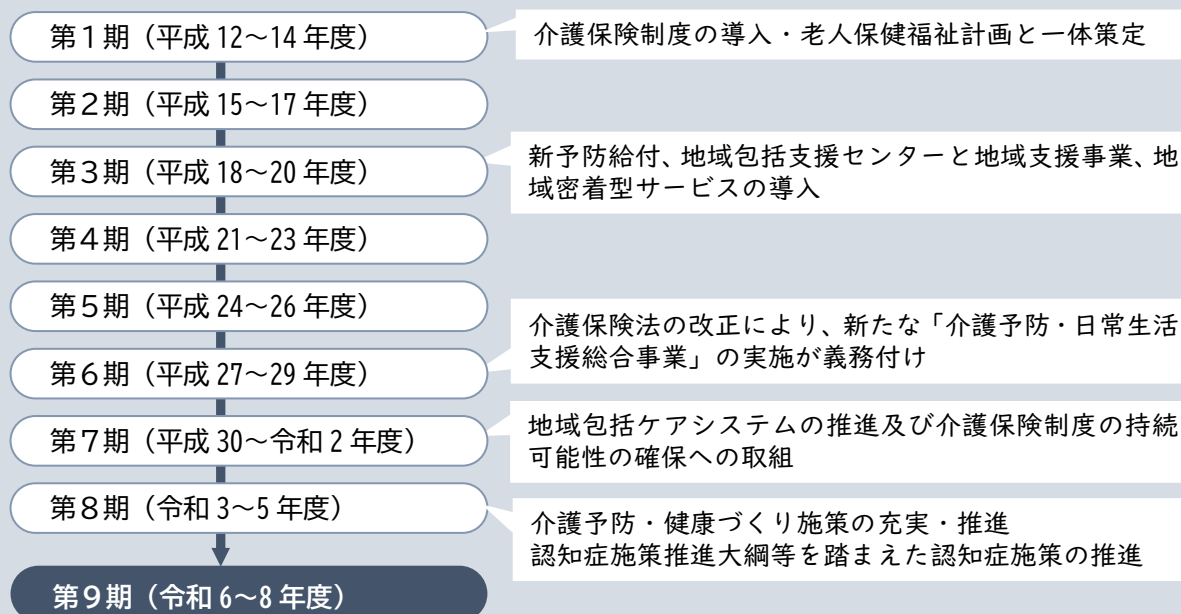 第１期（平成 12～14 年度）
介護保険制度の導入・老人保健福祉計画と一体策定
第２期（平成 15～17 年度）
第３期（平成 18～20 年度）
新予防給付、地域包括支援センターと地域支援事業、地
域密着型サービスの導入
第４期（平成 21～23 年度）
第５期（平成 24～26 年度）
第６期（平成 27～29 年度）
介護保険法の改正により、新たな「介護予防・日常生活
支援総合事業」の実施が義務付け
第７期（平成 30～令和 2 年度）
地域包括ケアシステムの推進及び介護保険制度の持続
可能性の確保への取組
第８期（令和 3～5 年度）
介護予防・健康づくり施策の充実・推進
認知症施策推進大綱等を踏まえた認知症施策の推進
第９期（令和 6～8 年度）